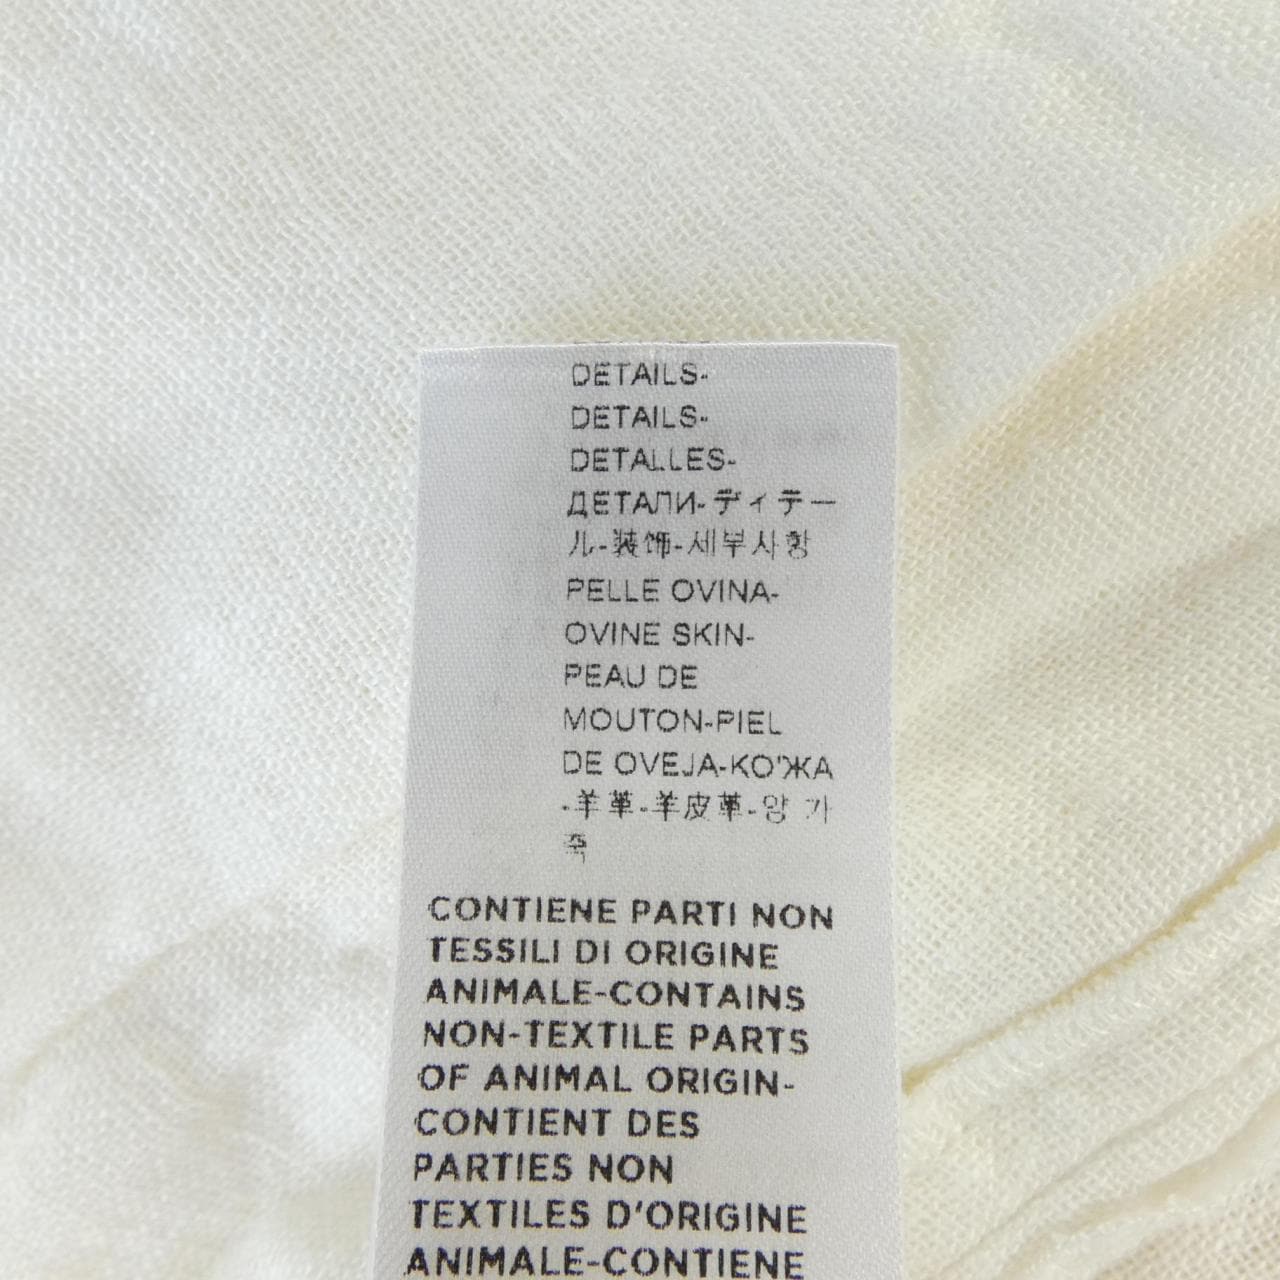 DETAILS-
DETAILS-
DETALLES-
ДЕТАЛИ-ディテー
ル-装饰-세부사항
PELLE OVINA-
OVINE SKIN-
PEAU DE
MOUTON-PIEL
DE OVEJA-КО'ЖА
-羊革-羊皮革-양 가
죽
CONTIENE PARTI NON
TESSILI DI ORIGINE
ANIMALE-CONTAINS
NON-TEXTILE PARTS
OF ANIMAL ORIGIN-
CONTIENT DES
PARTIES NON
TEXTILES D'ORIGINE
ANIMALE-CONTIENE